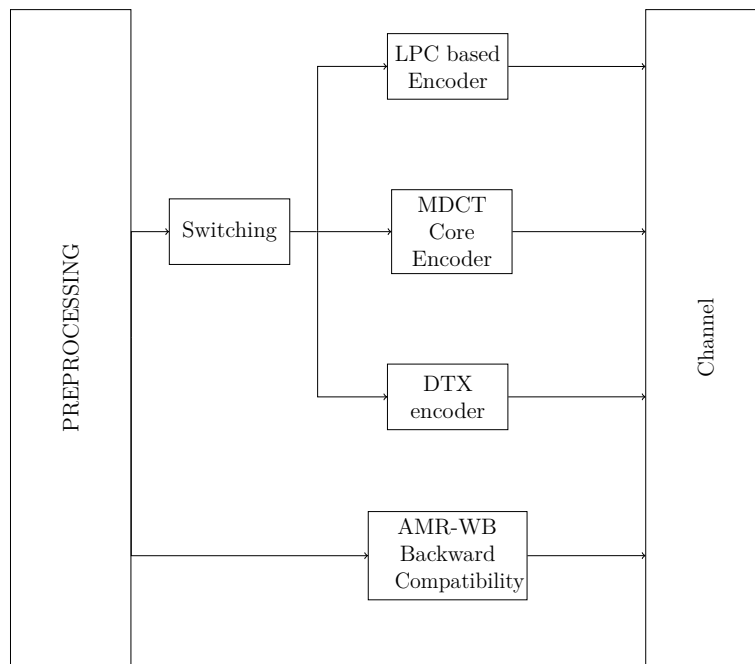 PREPROCESSING
Switching
LPC based
Encoder
MDCT
Core
Encoder
DTX
encoder
AMR-WB
Backward
Compatibility
Channel